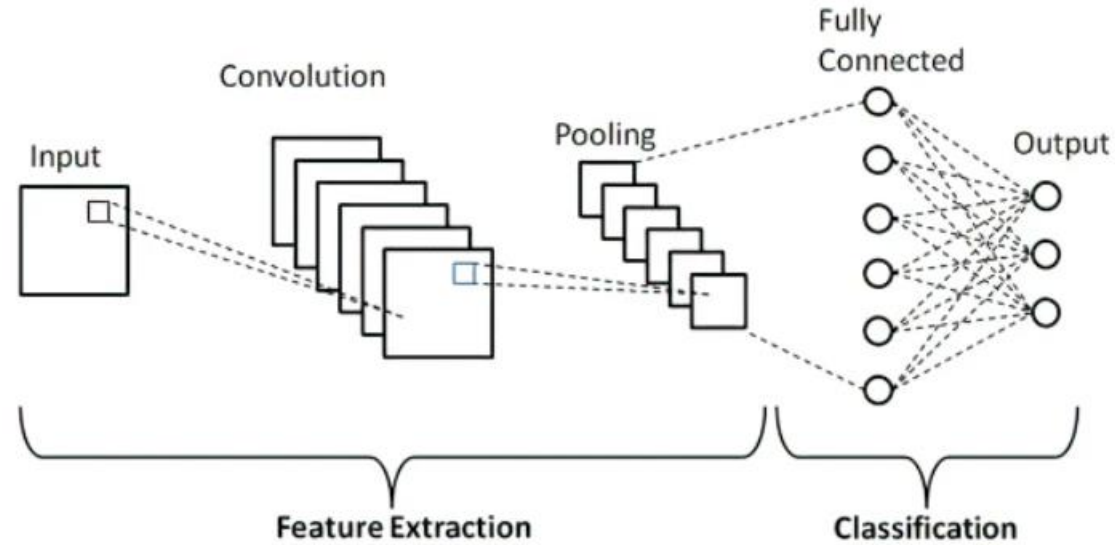 Input
Convolution
Pooling
Fully
Connected
Output
Feature Extraction
Classification